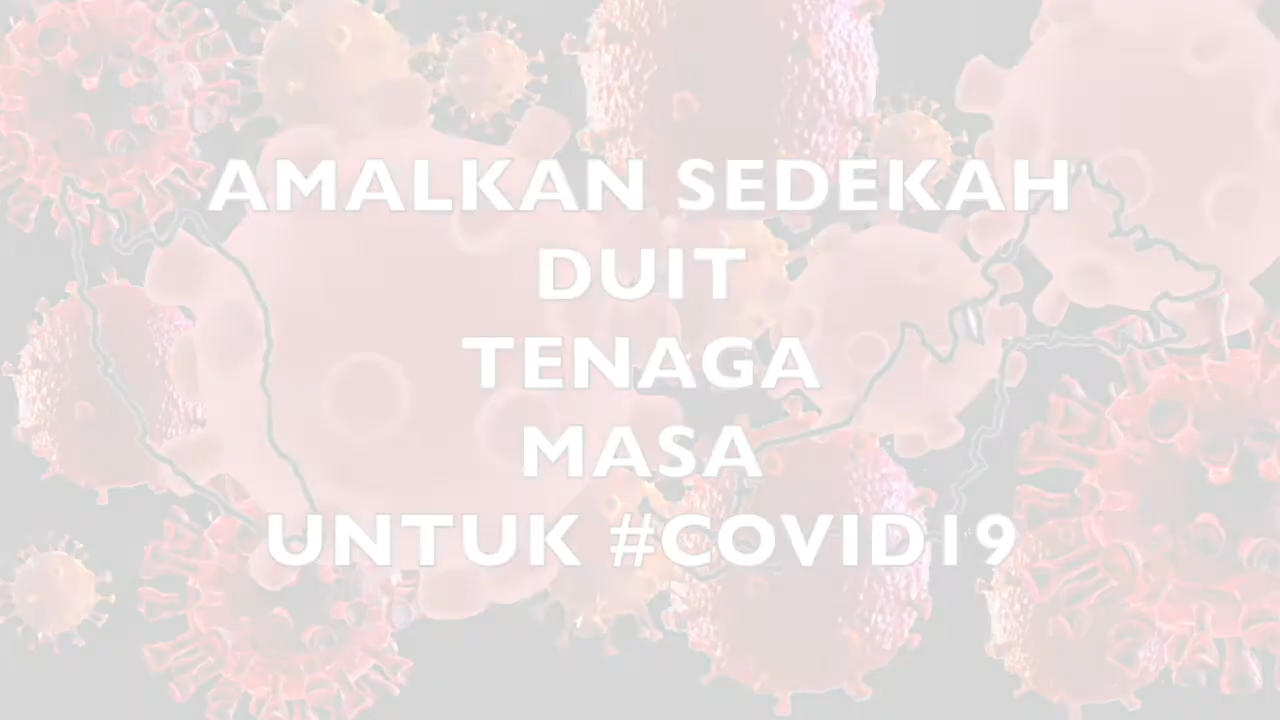 AMALKAN SEDEKAH
DUIT
TENAGA
MASA
UNTUK #COVID19